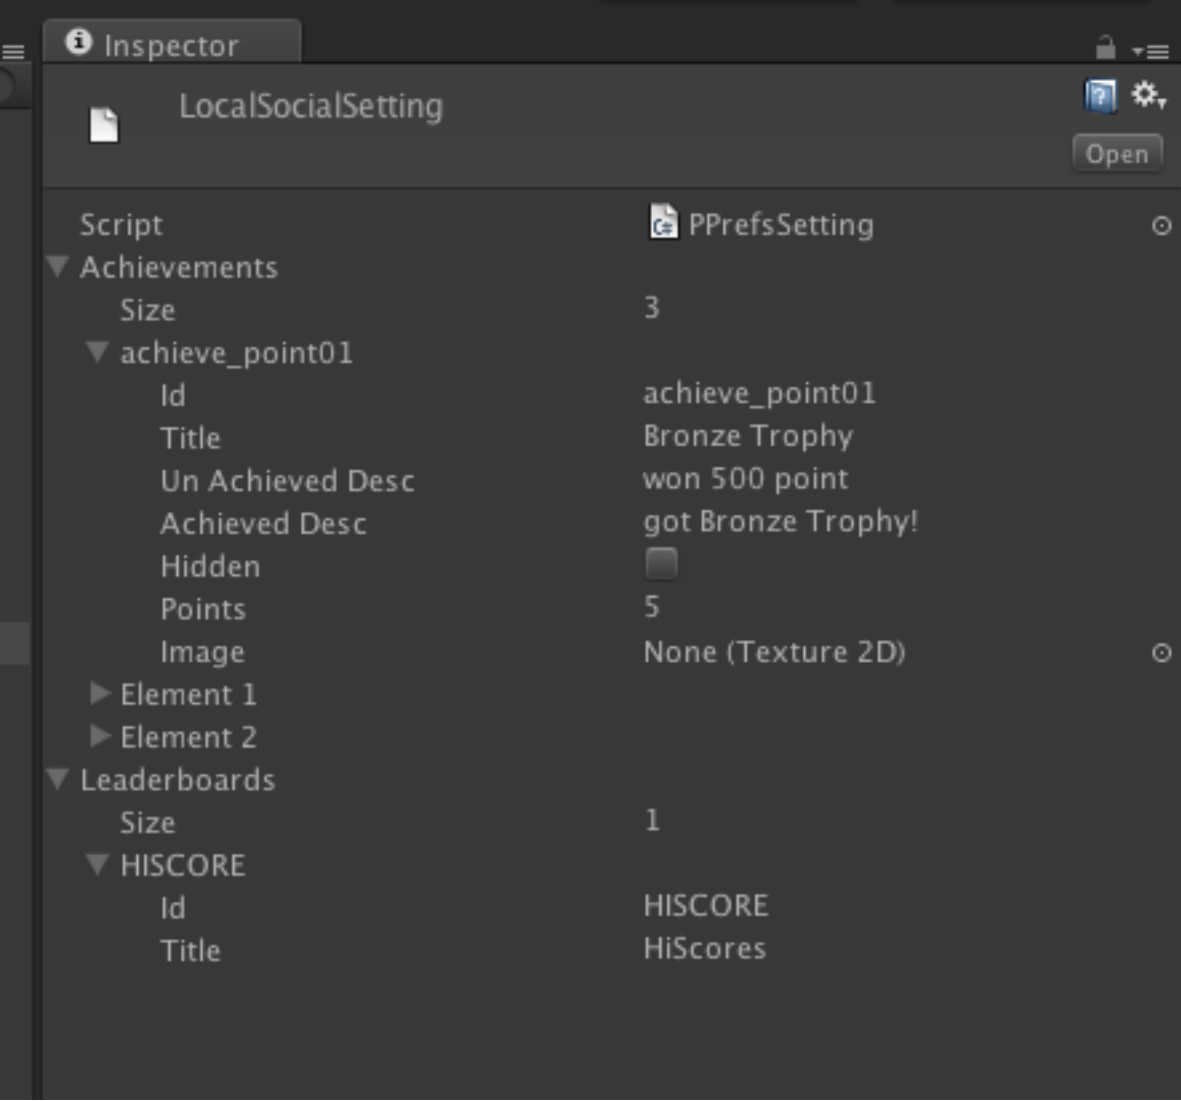 Inspector
LocalSocialSetting
Open
Script PPrefsSetting
Achievements
Size 3
achieve_point01
Id achieve_point01
Title Bronze Trophy
Un Achieved Desc won 500 point
Achieved Desc got Bronze Trophy!
Hidden
Points 5
Image None (Texture 2D)
Element 1
Element 2
Leaderboards
Size 1
HISCORE
Id HISCORE
Title HiScores